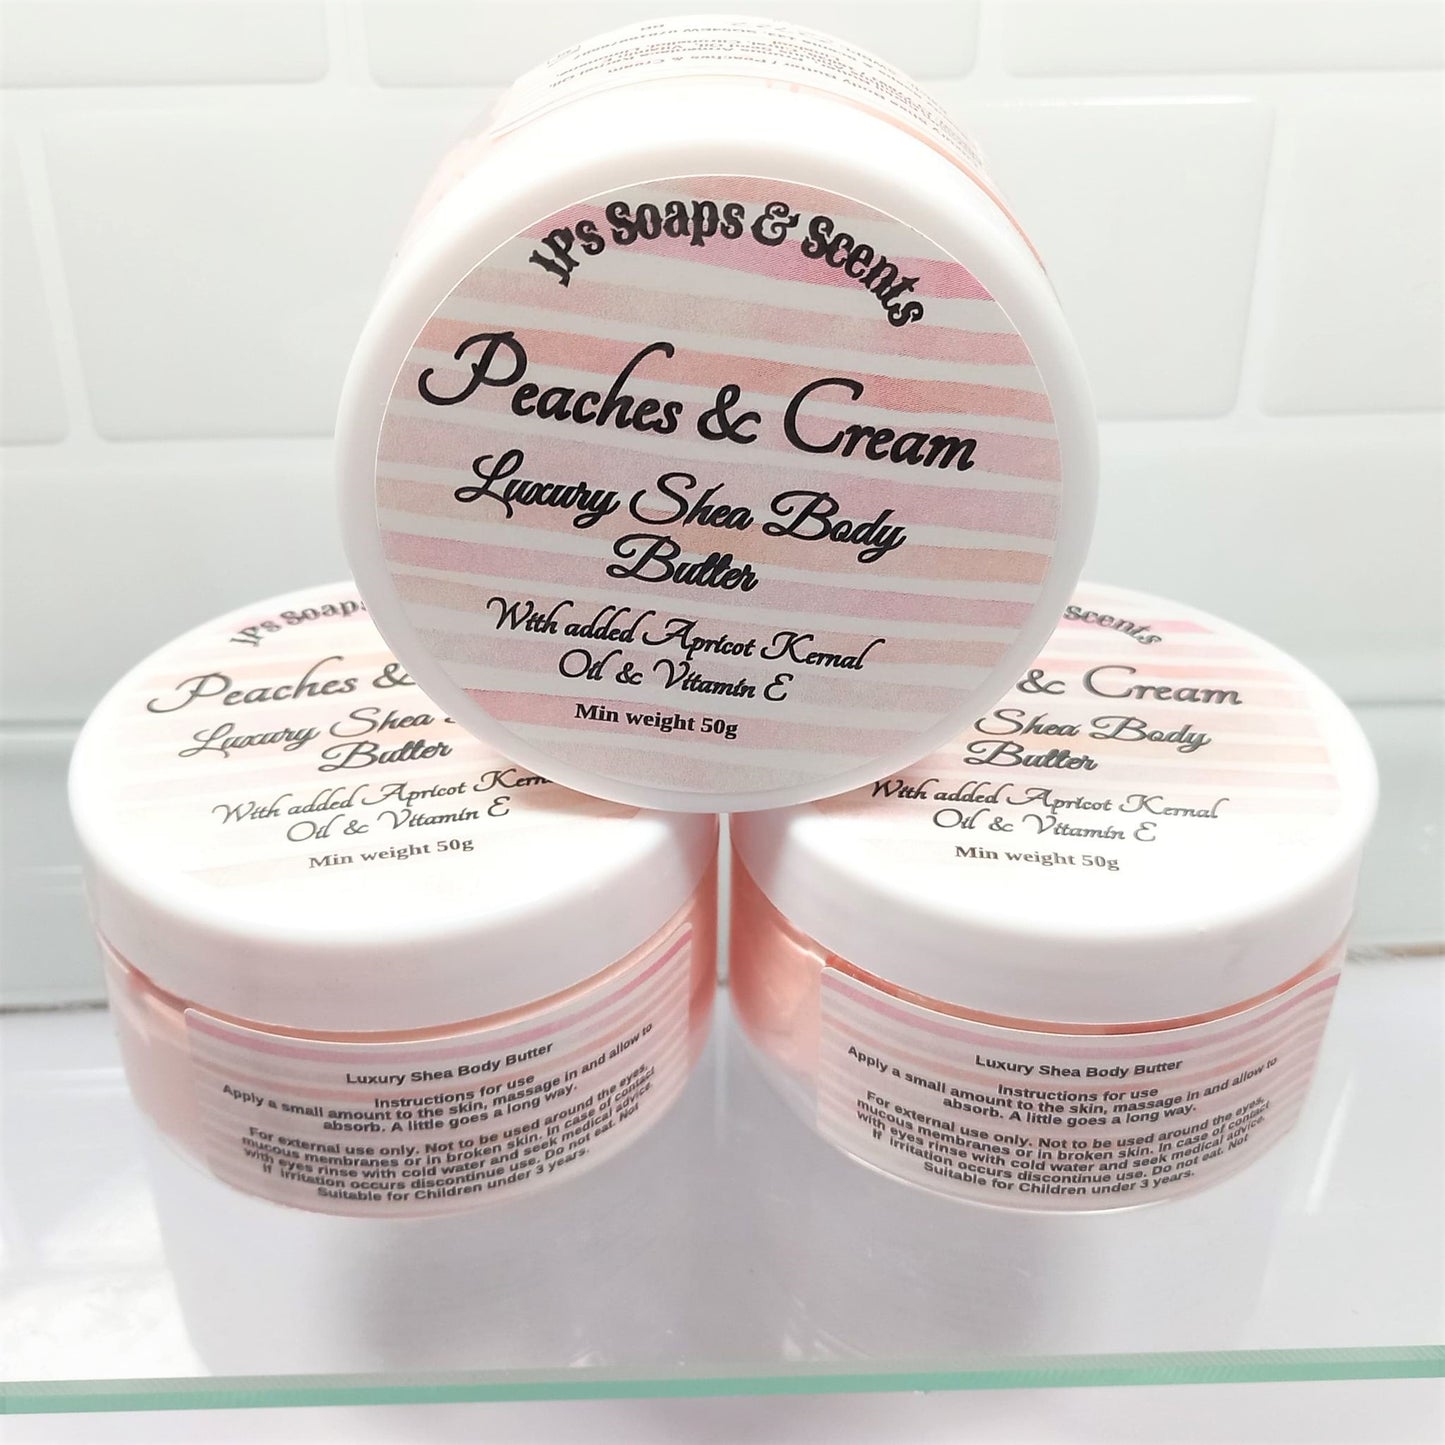 JPs Soaps & Scents
Peaches & Cream
Luxury Shea Body
Butter
With added Apricot Kernal
Oil & Vitamin E
Min weight 50g
JPs Soaps
Peaches &
Luxury Shea
Butter
With added Apricot
Oil & Vitamin E
Min weight 50g
Luxury Shea Body Butter
Instructions for use
Apply a small amount to the skin, massage in and allow to
absorb. A little goes a long way.
For external use only. Not to be used around the eyes,
mucous membranes or in broken skin. In case of contact
with eyes rinse with cold water and seek medical advice.
If irritation occurs discontinue use. Do not eat. Not
Suitable for Children under 3 years.
Scents
& Cream
Shea Body
Butter
With added Apricot Kernal
Oil & Vitamin E
Min weight 50g
Luxury Shea Body Butter
Instructions for use
Apply a small amount to the skin, massage in and allow to
absorb. A little goes a long way.
For external use only. Not to be used around the eyes,
mucous membranes or in broken skin. In case of contact
with eyes rinse with cold water and seek medical advice.
If irritation occurs discontinue use. Do not eat. Not
Suitable for Children under 3 years.